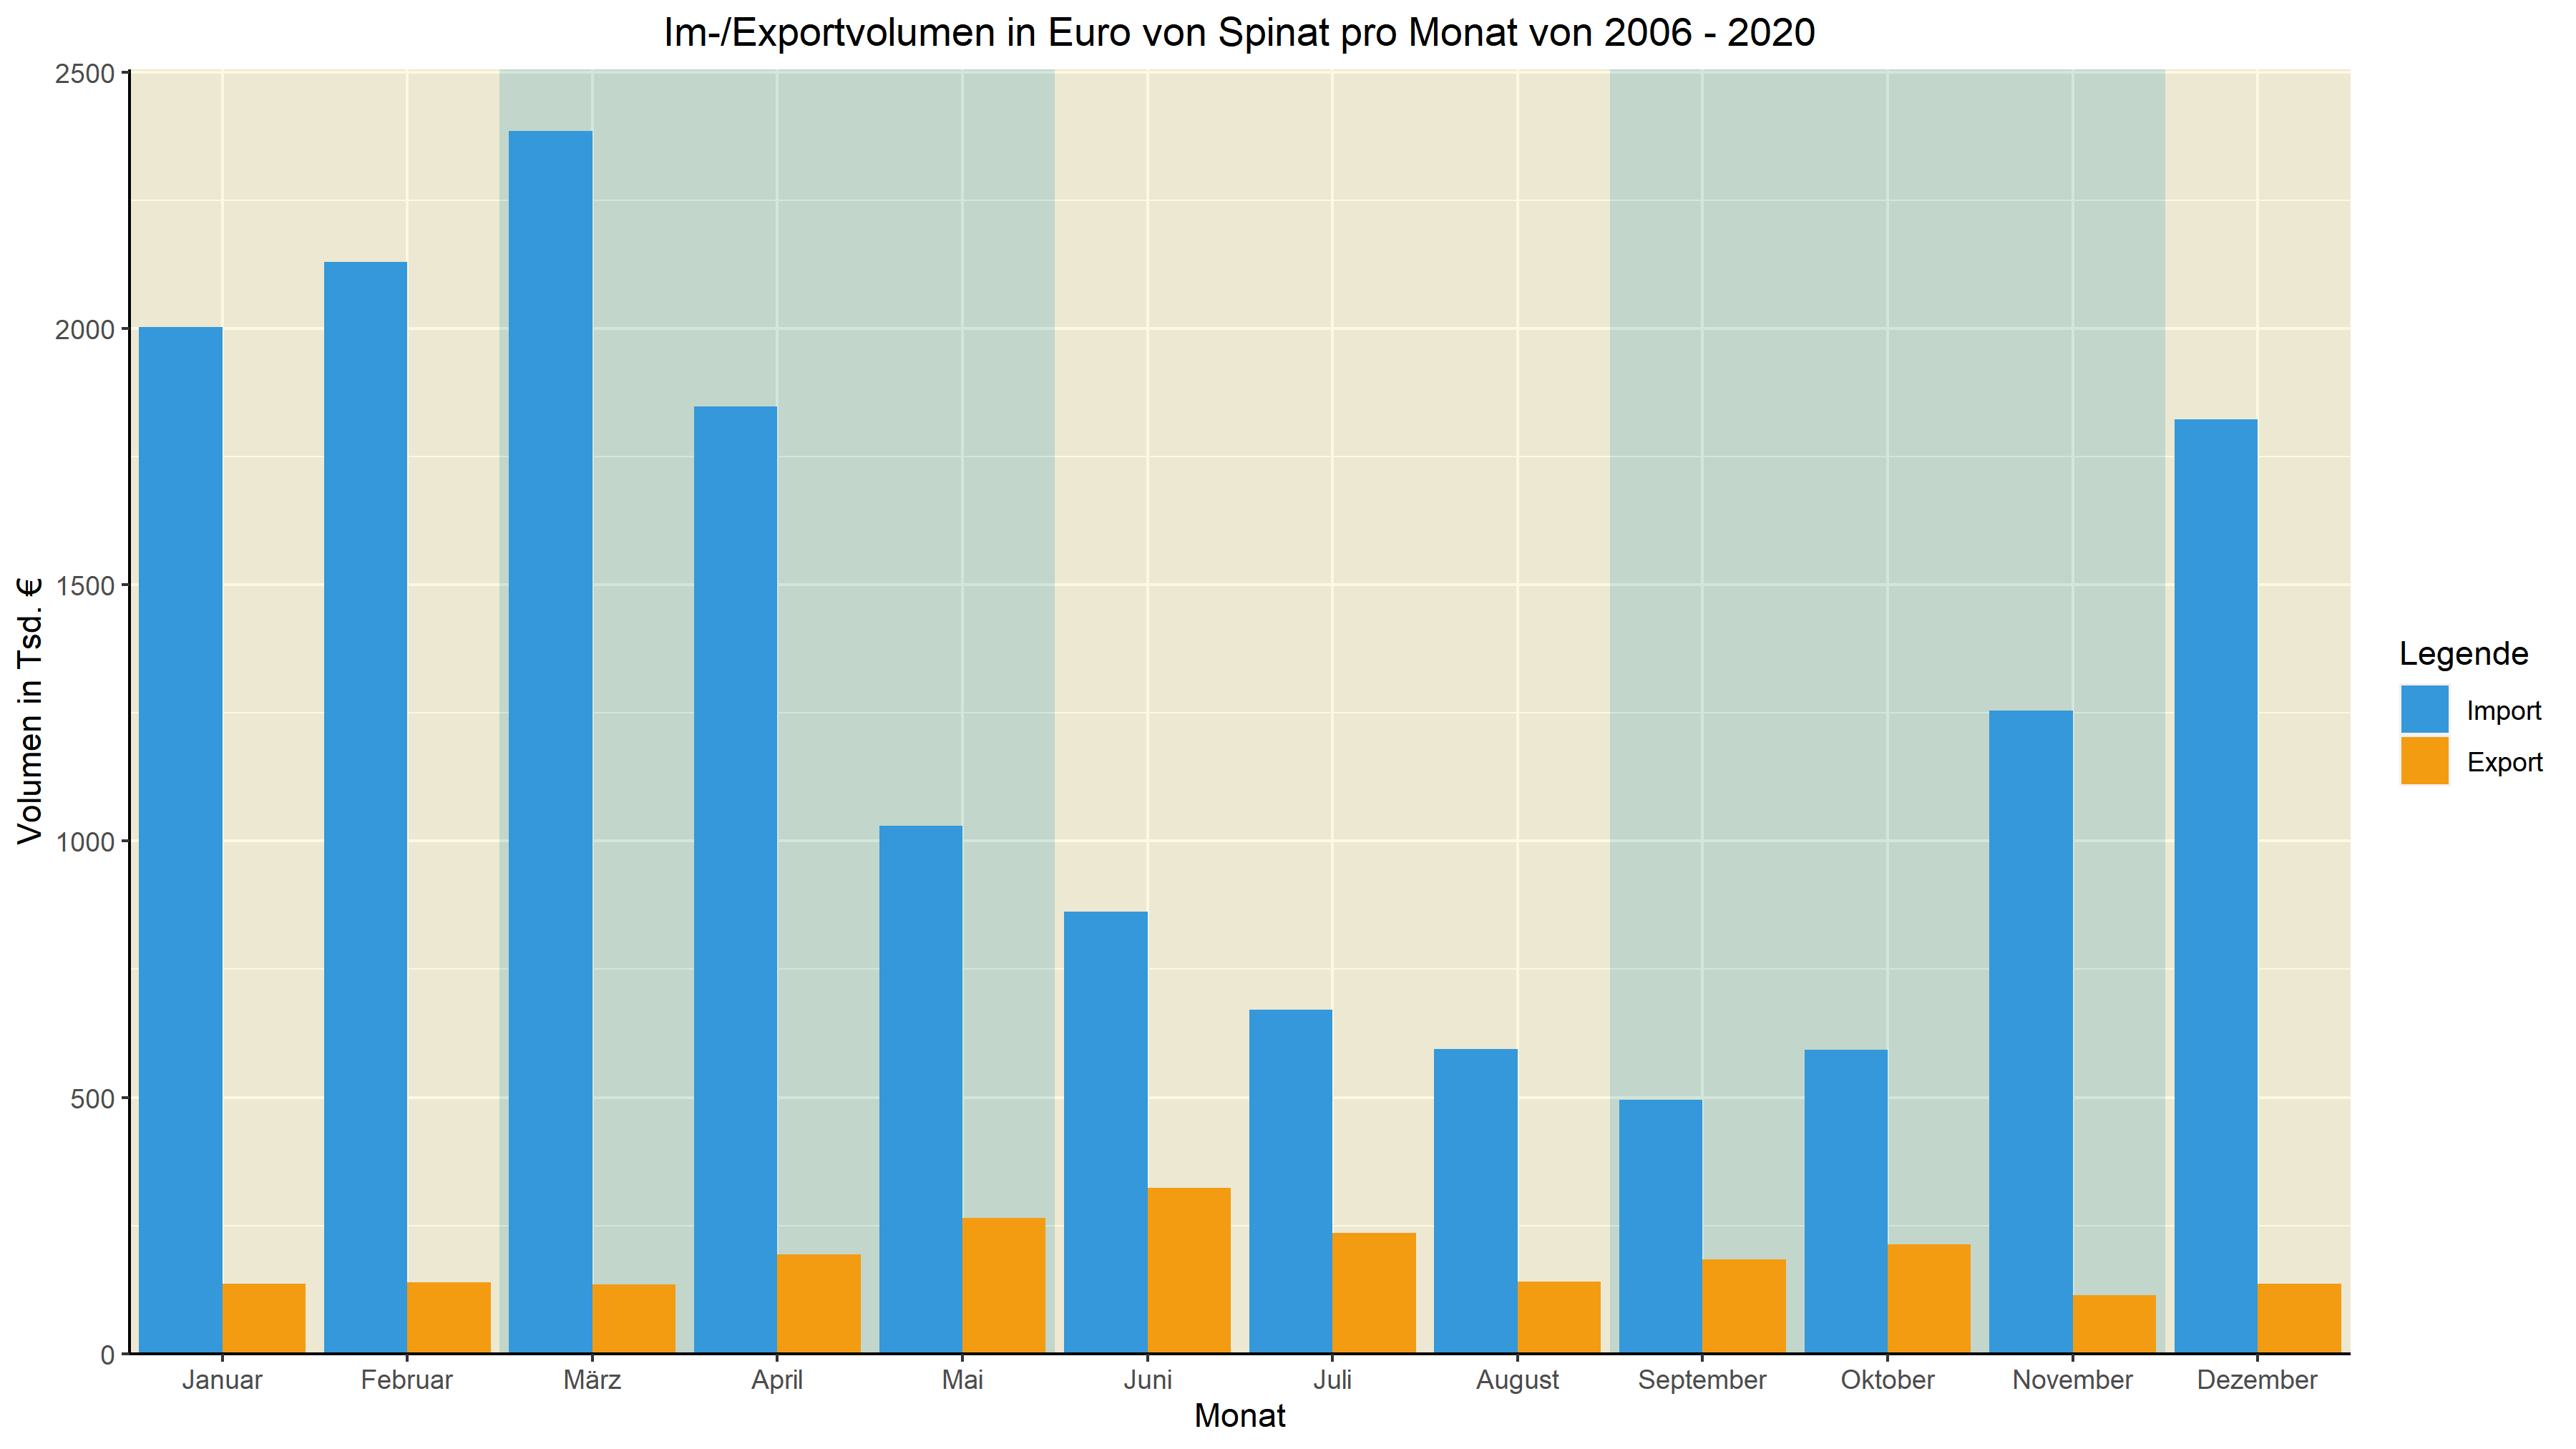 Im-/Exportvolumen in Euro von Spinat pro Monat von 2006 - 2020
Volumen in Tsd. €
2500
2000
1500
1000
500
0
Januar Februar März April Mai Juni Juli August September Oktober November Dezember
Monat
Legende
Import
Export